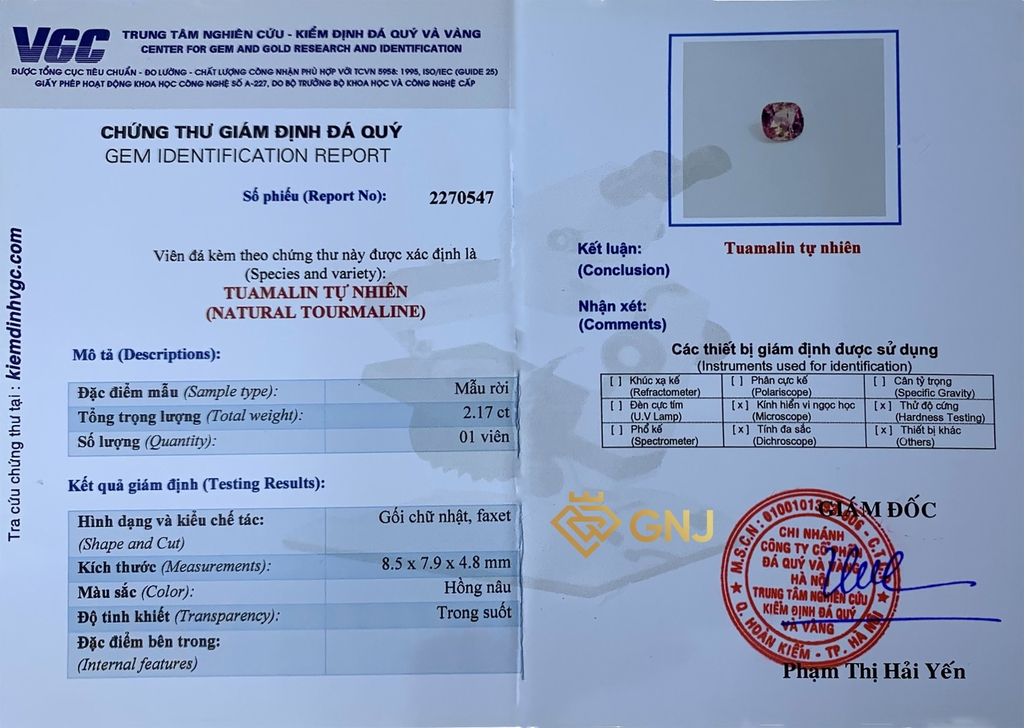 VGC
TRUNG TÂM NGHIÊN CỨU - KIỂM ĐỊNH ĐÁ QUÝ VÀ VÀNG
CENTER FOR GEM AND GOLD RESEARCH AND IDENTIFICATION
ĐƯỢC TỔNG CỤC TIÊU CHUẨN - ĐO LƯỜNG - CHẤT LƯỢNG CÔNG NHẬN PHÙ HỢP VỚI TCVN 5958: 1995, ISO/IEC (GUIDE 25)
GIẤY PHÉP HOẠT ĐỘNG KHOA HỌC CÔNG NGHỆ SỐ A-227, DO BỘ TRƯỞNG BỘ KHOA HỌC VÀ CÔNG NGHỆ CẤP
CHỨNG THƯ GIÁM ĐỊNH ĐÁ QUÝ
GEM IDENTIFICATION REPORT
Số phiếu (Report No): 2270547
Viên đá kèm theo chứng thư này được xác định là
(Species and variety):
TUAMALIN TỰ NHIÊN
(NATURAL TOURMALINE)
Mô tả (Descriptions):
Đặc điểm mẫu (Sample type): Mẫu rời
Tổng trọng lượng (Total weight): 2.17 ct
Số lượng (Quantity): 01 viên
Kết quả giám định (Testing Results):
Hình dạng và kiểu chế tác: Gối chữ nhật, faxet
(Shape and Cut)
Kích thước (Measurements): 8.5 x 7.9 x 4.8 mm
Màu sắc (Color): Hồng nâu
Độ tinh khiết (Transparency): Trong suốt
Đặc điểm bên trong:
(Internal features)
Tra cứu chứng thư tại : kiemdinhvgc.com
Kết luận: Tuamalin tự nhiên
(Conclusion)
Nhận xét:
(Comments)
Các thiết bị giám định được sử dụng
(Instruments used for identification)
[ ] Khúc xạ kế [ ] Phân cực kế [ ] Cân tỷ trọng
(Refractometer) (Polariscope) (Specific Gravity)
[ ] Đèn cực tím [x] Kính hiển vi ngọc học [x] Thử độ cứng
(U.V Lamp) (Microscope) (Hardness Testing)
[ ] Phổ kế [x] Tính đa sắc [x] Thiết bị khác
(Spectrometer) (Dichroscope) (Others)
GNJ
GIÁM ĐỐC
CHI NHÁNH
CÔNG TY CỔ PHẦN
ĐÁ QUÝ VÀ VÀNG
HÀ NỘI
TRUNG TÂM NGHIÊN CỨU
KIỂM ĐỊNH ĐÁ QUÝ
VÀ VÀNG
Q. HOÀN KIẾM - TP. HÀ NỘI
Phạm Thị Hải Yến